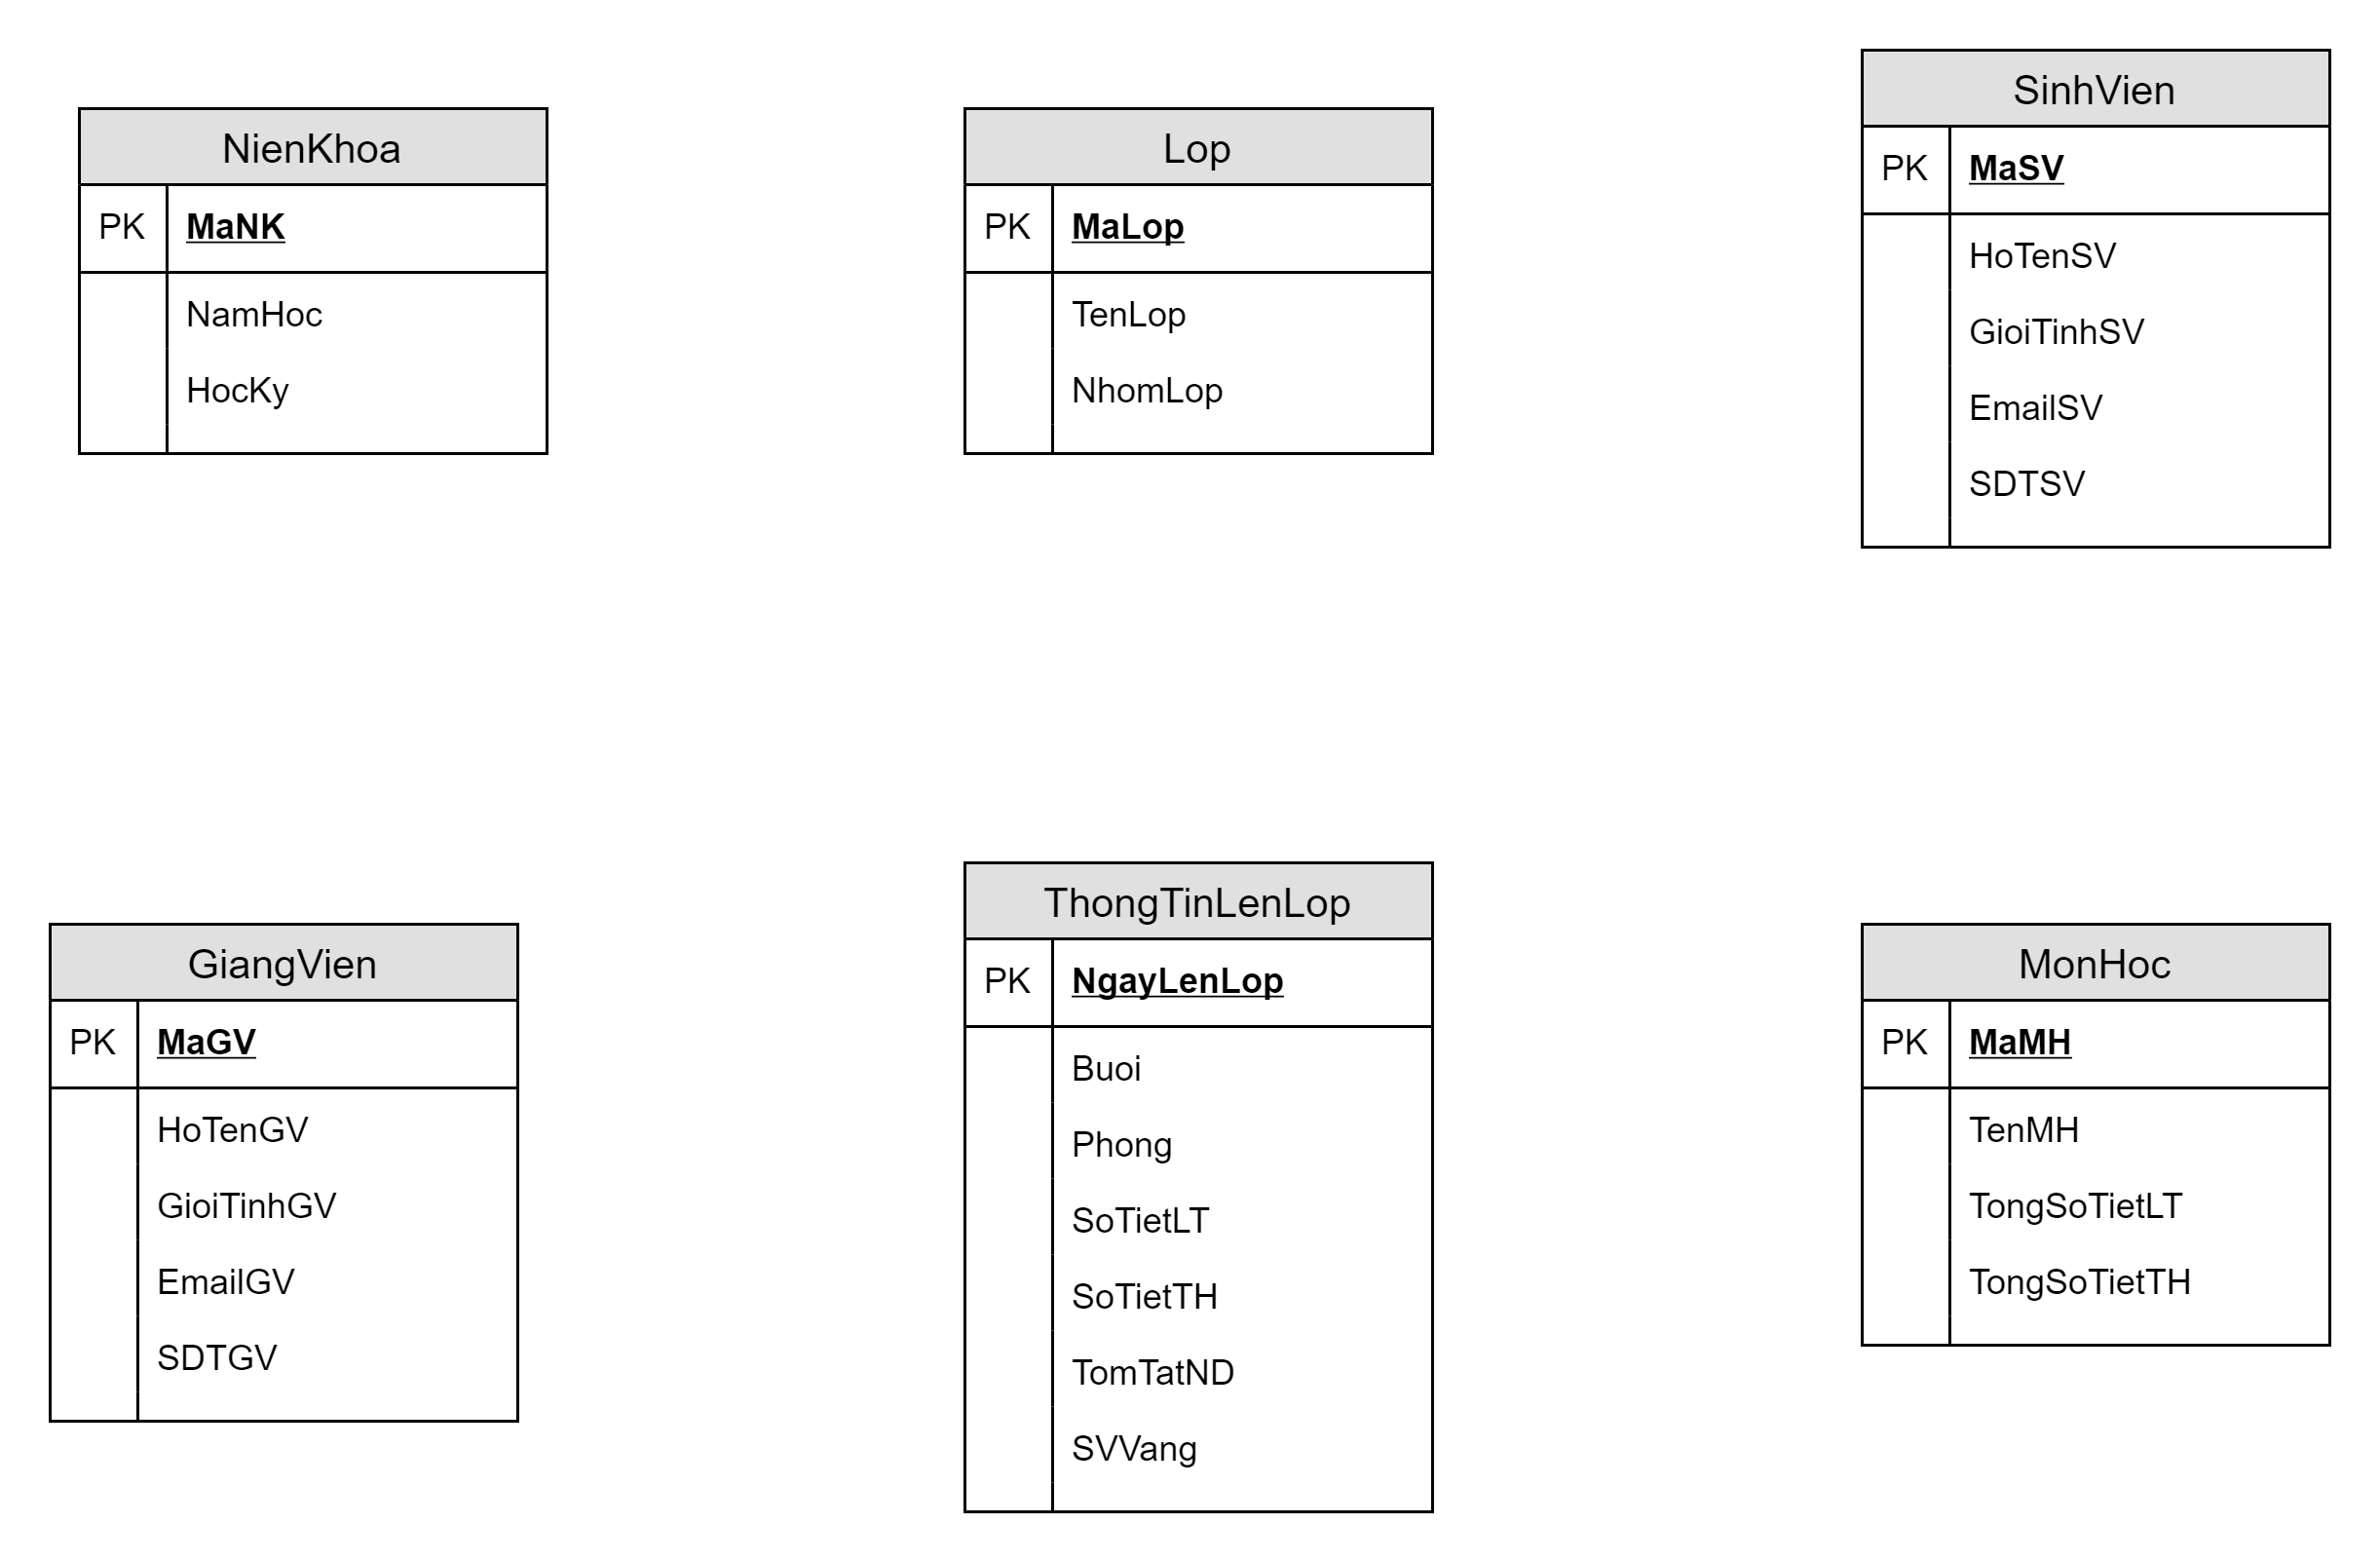 NienKhoa
PK MaNK
NamHoc
HocKy
Lop
PK MaLop
TenLop
NhomLop
SinhVien
PK MaSV
HoTenSV
GioiTinhSV
EmailSV
SDTSV
GiangVien
PK MaGV
HoTenGV
GioiTinhGV
EmailGV
SDTGV
ThongTinLenLop
PK NgayLenLop
Buoi
Phong
SoTietLT
SoTietTH
TomTatND
SVVang
MonHoc
PK MaMH
TenMH
TongSoTietLT
TongSoTietTH